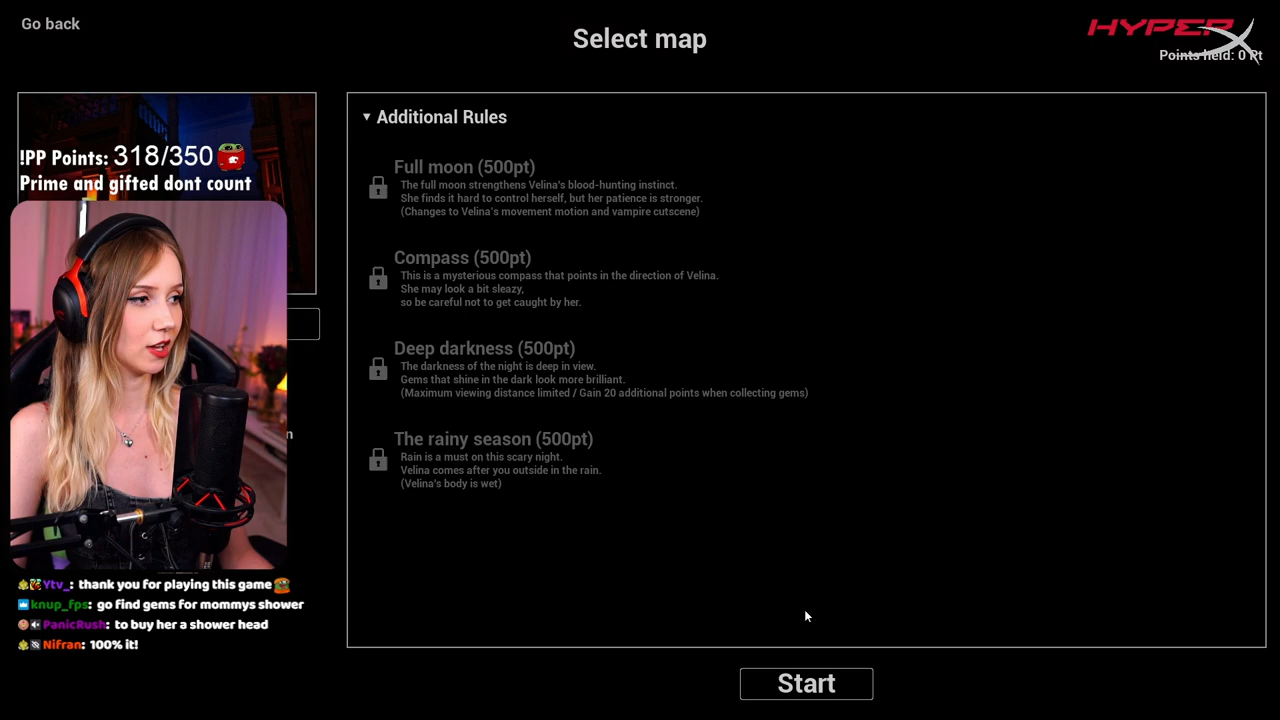 Go back
Select map
HYPERX
Points held: 0 Pt
!PP Points: 318/350
Prime and gifted dont count
n
▼ Additional Rules
Full moon (500pt)
The full moon strengthens Velina's blood-hunting instinct.
She finds it hard to control herself, but her patience is stronger.
(Changes to Velina's movement motion and vampire cutscene)
Compass (500pt)
This is a mysterious compass that points in the direction of Velina.
She may look a bit sleazy,
so be careful not to get caught by her.
Deep darkness (500pt)
The darkness of the night is deep in view.
Gems that shine in the dark look more brilliant.
(Maximum viewing distance limited / Gain 20 additional points when collecting gems)
The rainy season (500pt)
Rain is a must on this scary night.
Velina comes after you outside in the rain.
(Velina's body is wet)
Ytv_: thank you for playing this game
knup_fps: go find gems for mommys shower
PanicRush: to buy her a shower head
Nifran: 100% it!
Start